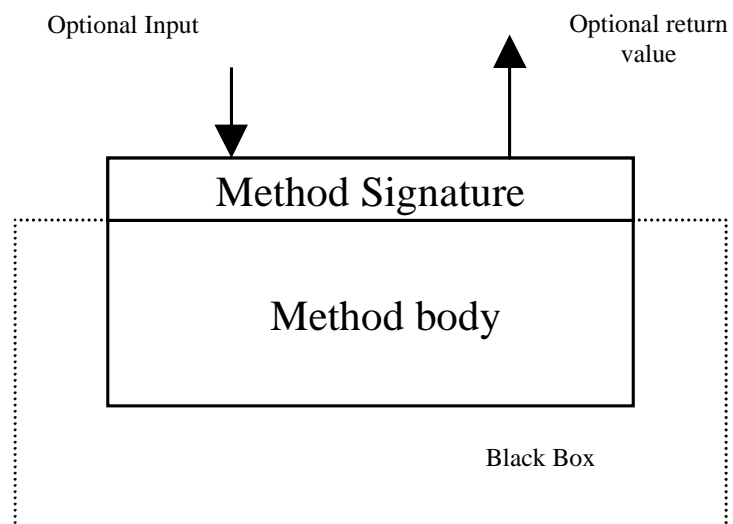 Optional Input
Optional return
value
Method Signature
Method body
Black Box